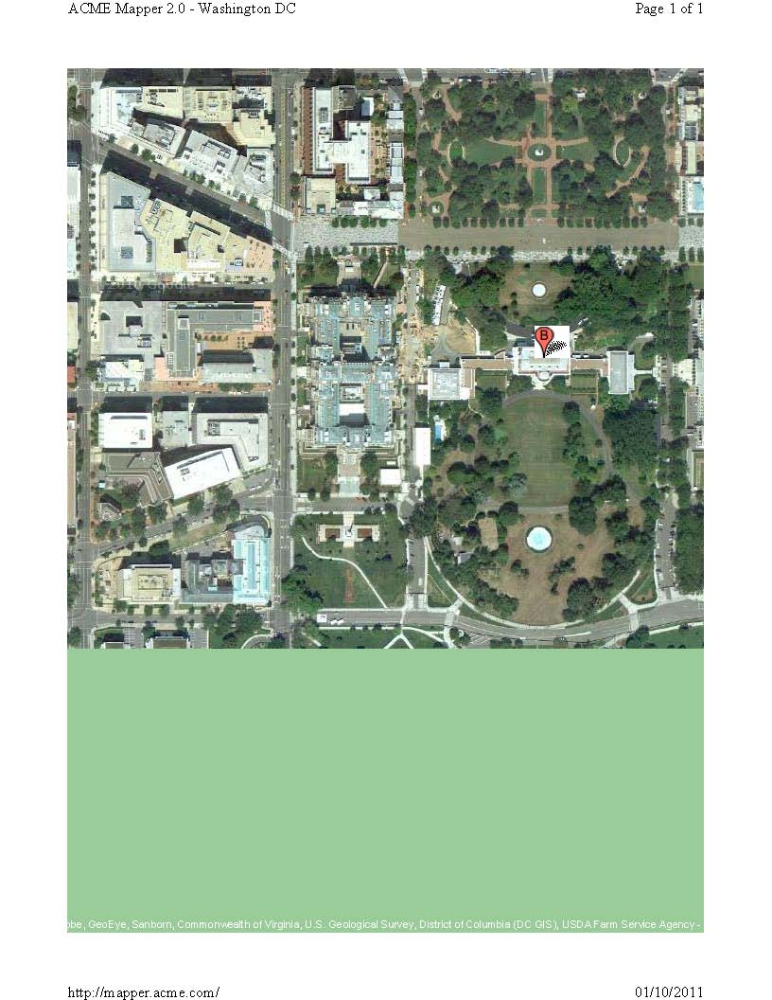 ACME Mapper 2.0 - Washington DC
Page 1 of 1
B
obe, GeoEye, Sanborn, Commonwealth of Virginia, U.S. Geological Survey, District of Columbia (DC GIS), USDA Farm Service Agency -
http://mapper.acme.com/
01/10/2011